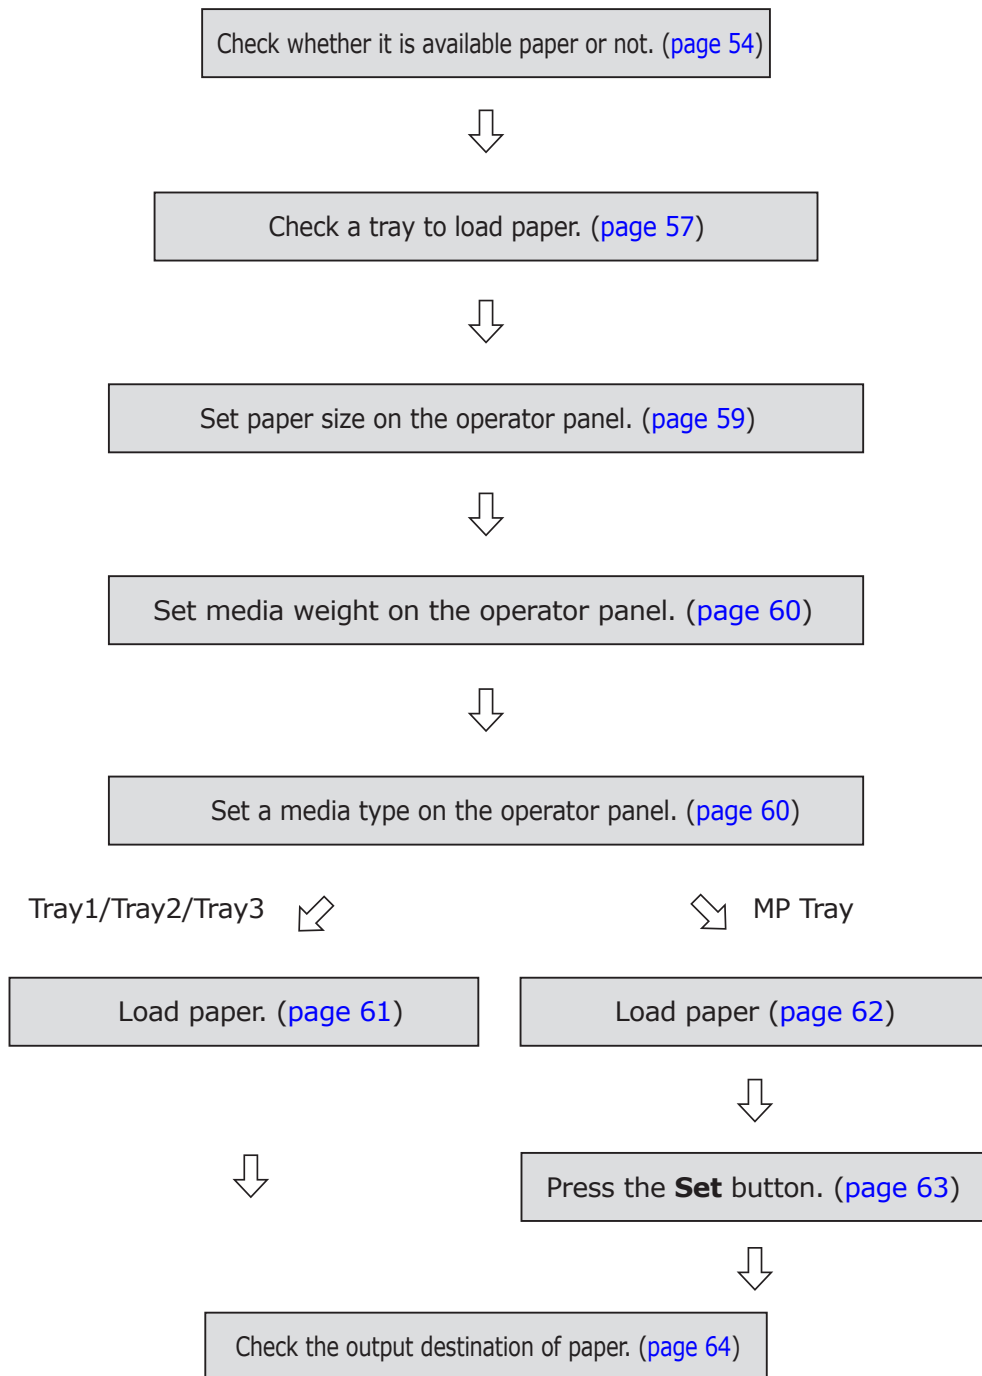 Check whether it is available paper or not. (page 54)
Check a tray to load paper. (page 57)
Set paper size on the operator panel. (page 59)
Set media weight on the operator panel. (page 60)
Set a media type on the operator panel. (page 60)
Tray1/Tray2/Tray3
MP Tray
Load paper. (page 61)
Load paper (page 62)
Press the Set button. (page 63)
Check the output destination of paper. (page 64)